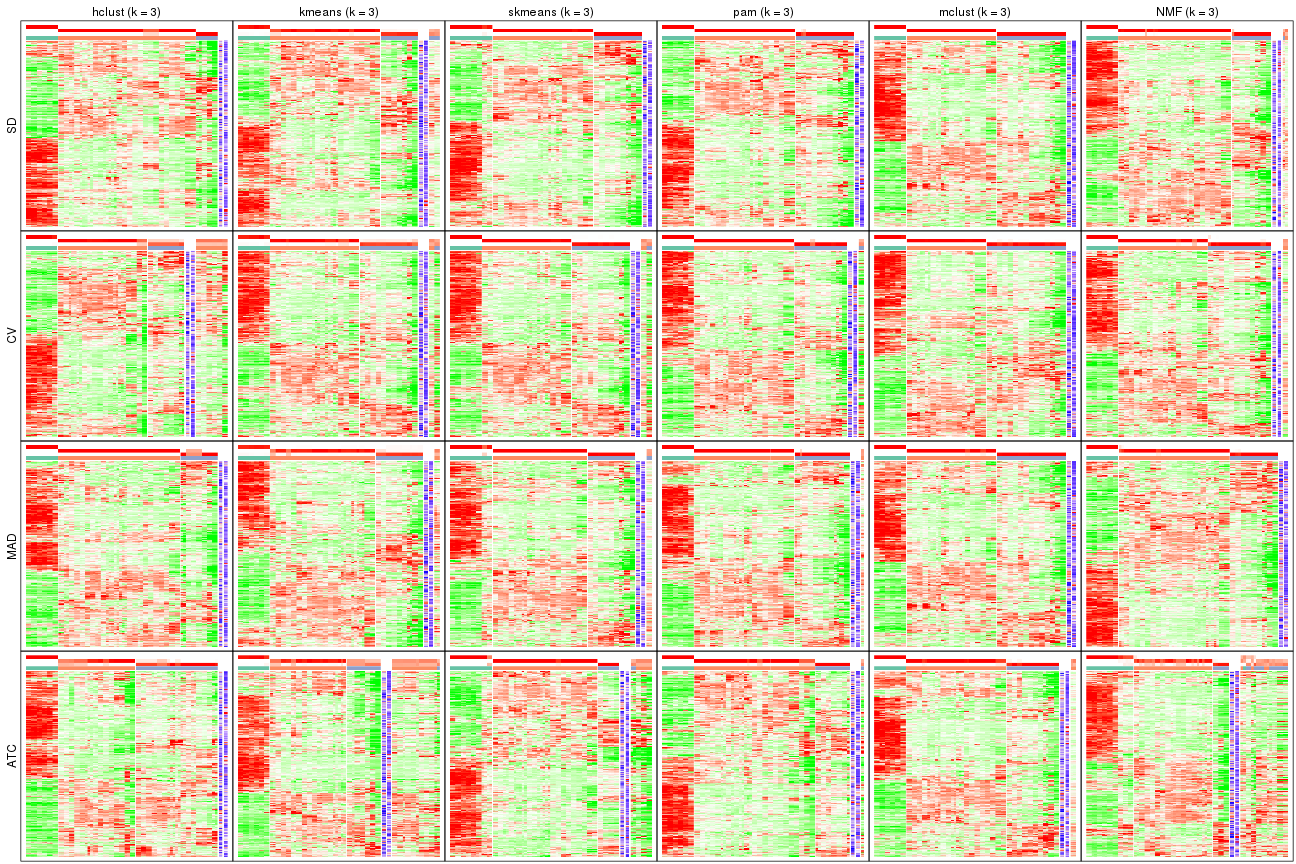 hclust (k = 3) kmeans (k = 3) skmeans (k = 3) pam (k = 3) mclust (k = 3) NMF (k = 3)
SD
CV
MAD
ATC